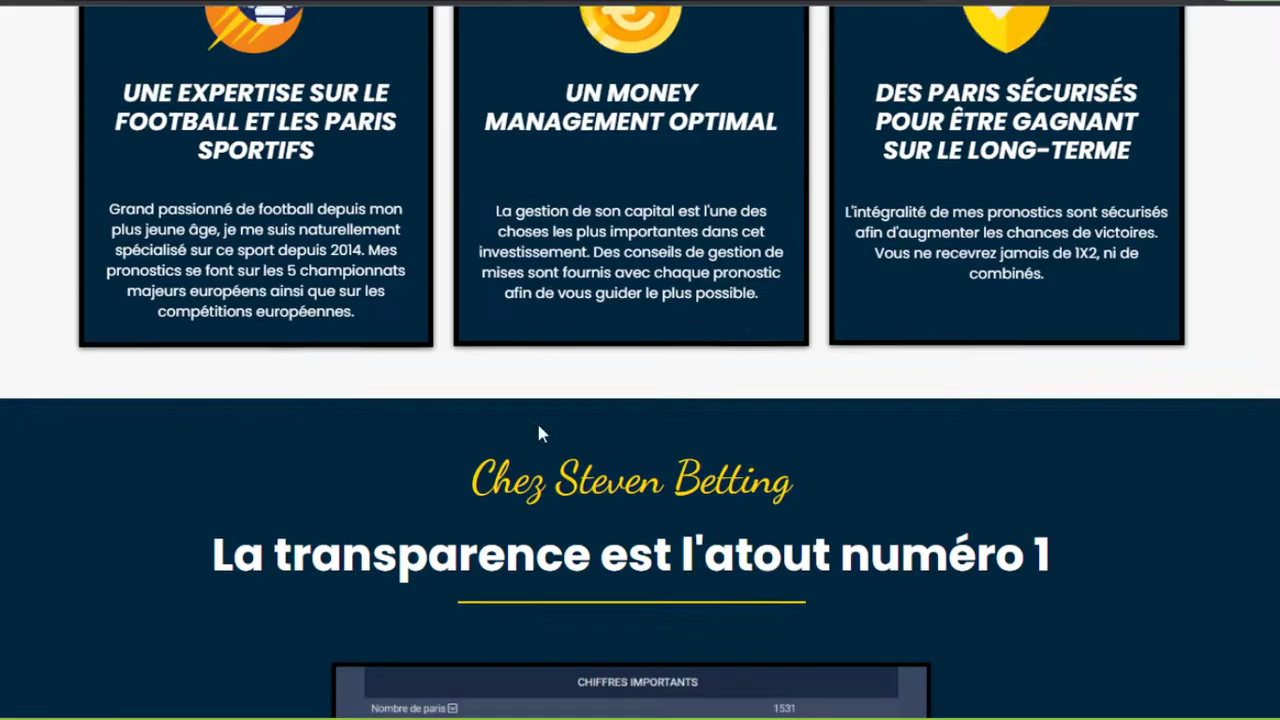 UNE EXPERTISE SUR LE
FOOTBALL ET LES PARIS
SPORTIFS
Grand passionné de football depuis mon
plus jeune âge, je me suis naturellement
spécialisé sur ce sport depuis 2014. Mes
pronostics se font sur les 5 championnats
majeurs européens ainsi que sur les
compétitions européennes.
UN MONEY
MANAGEMENT OPTIMAL
La gestion de son capital est l'une des
choses les plus importantes dans cet
investissement. Des conseils de gestion de
mises sont fournis avec chaque pronostic
afin de vous guider le plus possible.
DES PARIS SÉCURISÉS
POUR ÊTRE GAGNANT
SUR LE LONG-TERME
L'intégralité de mes pronostics sont sécurisés
afin d'augmenter les chances de victoires.
Vous ne recevrez jamais de 1X2, ni de
combinés.
Chez Steven Betting
La transparence est l'atout numéro 1
CHIFFRES IMPORTANTS
Nombre de paris 1531